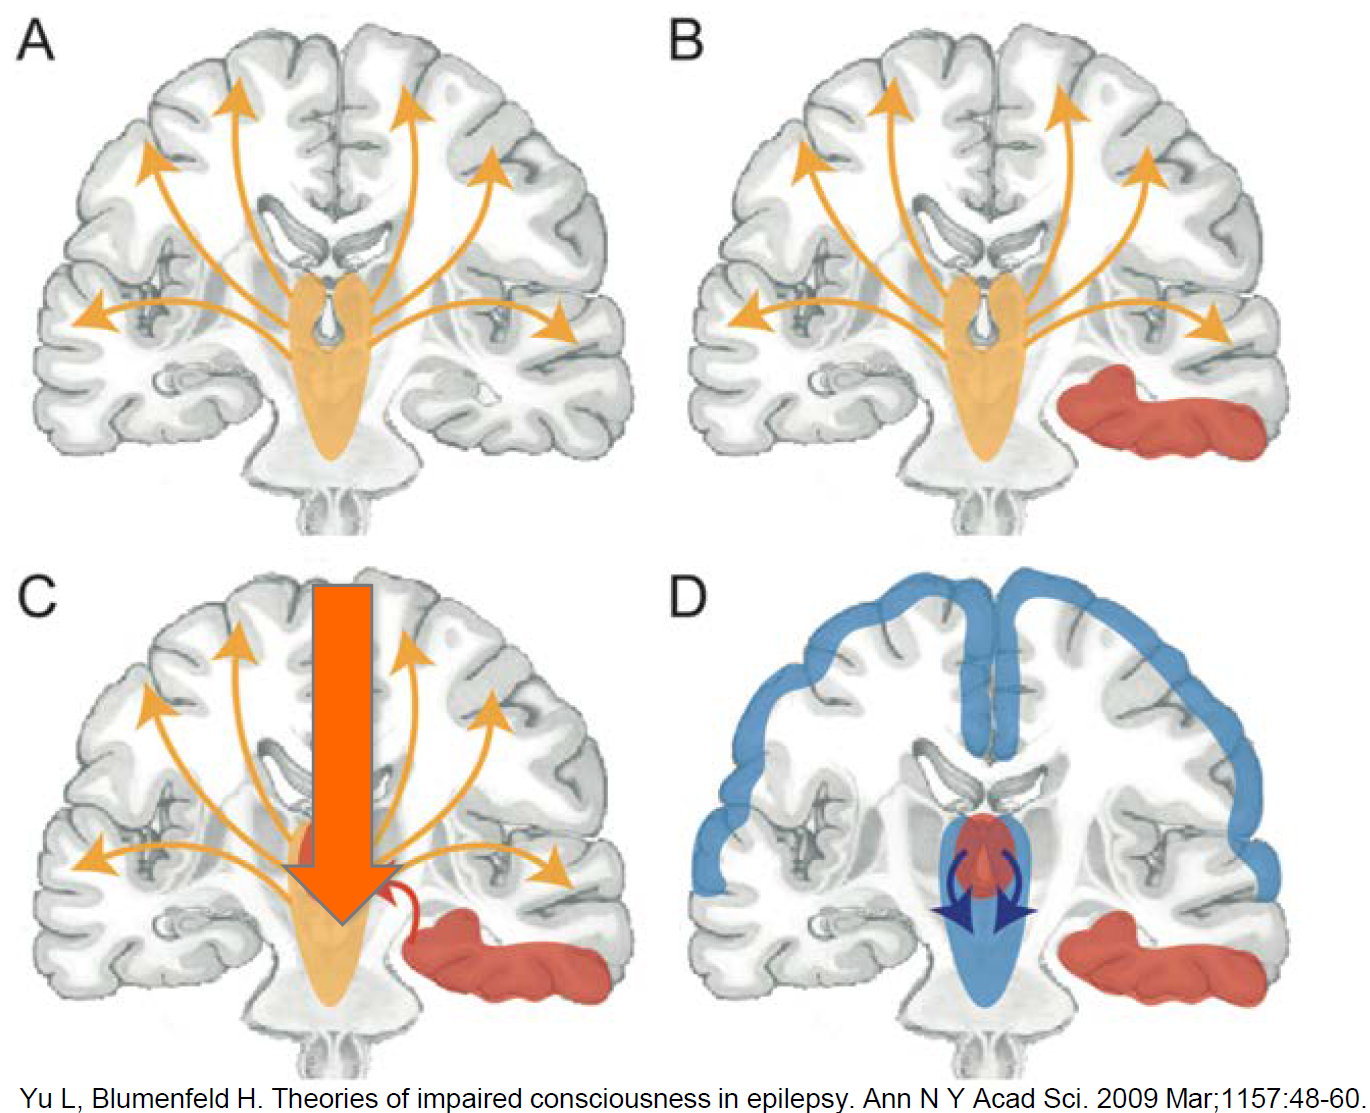 A
B
C
D
Yu L, Blumenfeld H. Theories of impaired consciousness in epilepsy. Ann N Y Acad Sci. 2009 Mar;1157:48-60